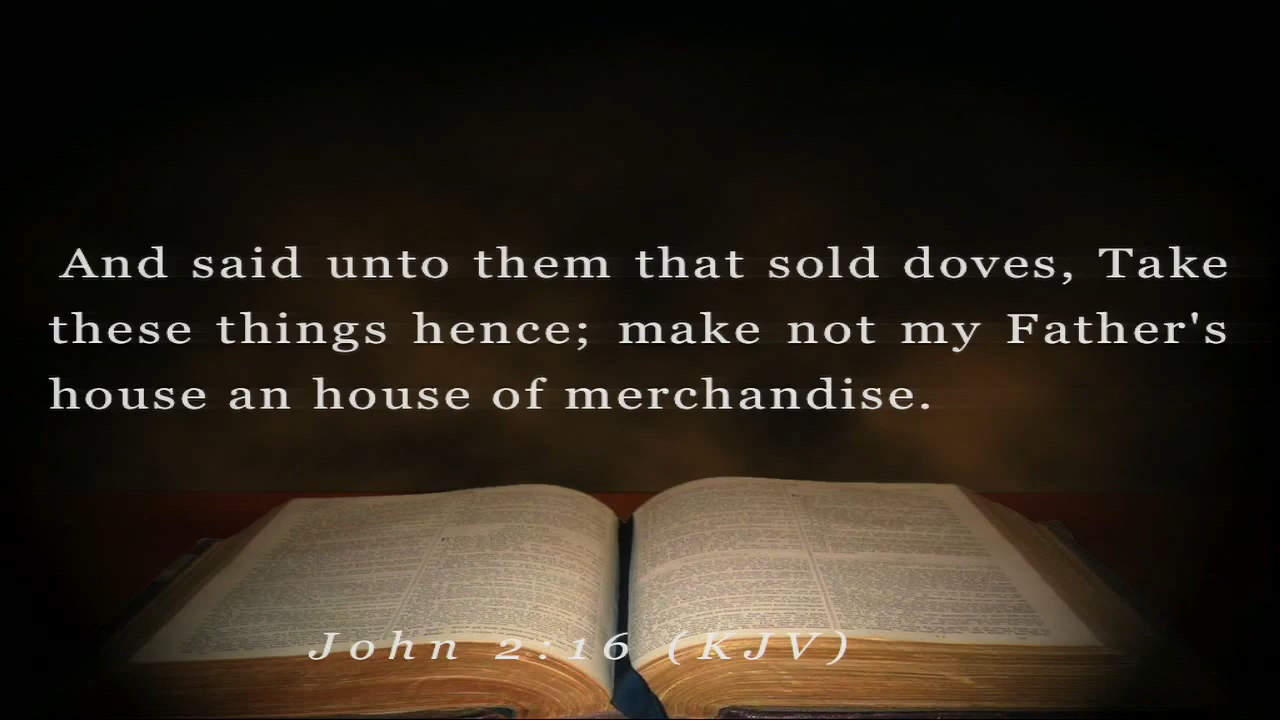 And said unto them that sold doves, Take
these things hence; make not my Father's
house an house of merchandise.
John 2:16 (KJV)